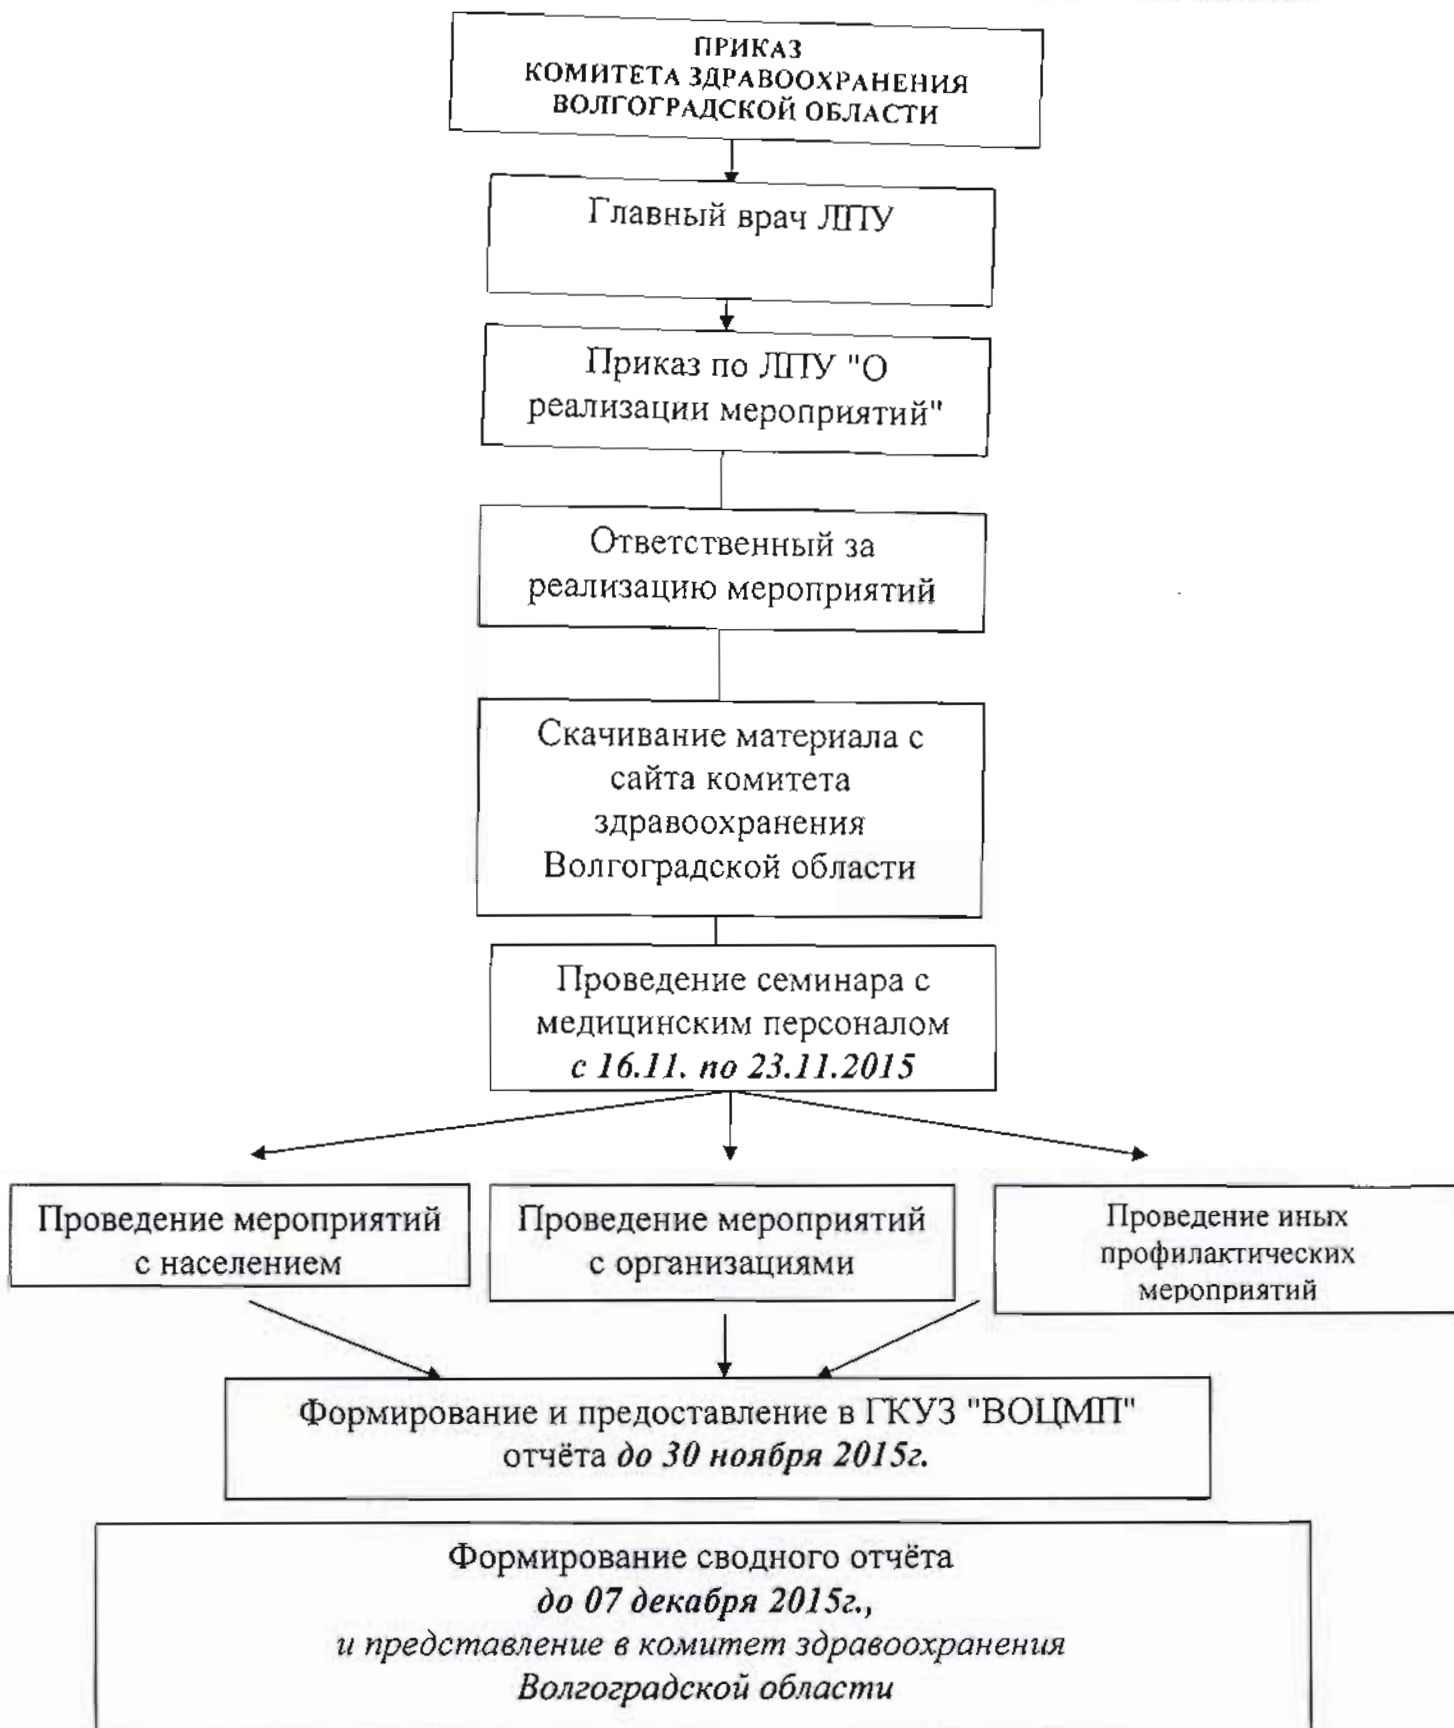 ПРИКАЗ
КОМИТЕТА ЗДРАВООХРАНЕНИЯ
ВОЛГОГРАДСКОЙ ОБЛАСТИ
Главный врач ЛПУ
Приказ по ЛПУ "О
реализации мероприятий"
Ответственный за
реализацию мероприятий
Скачивание материала с
сайта комитета
здравоохранения
Волгоградской области
Проведение семинара с
медицинским персоналом
с 16.11. по 23.11.2015
Проведение мероприятий
с населением
Проведение мероприятий
с организациями
Проведение иных
профилактических
мероприятий
Формирование и предоставление в ГКУЗ "ВОЦМП"
отчёта до 30 ноября 2015г.
Формирование сводного отчёта
до 07 декабря 2015г.,
и представление в комитет здравоохранения
Волгоградской области